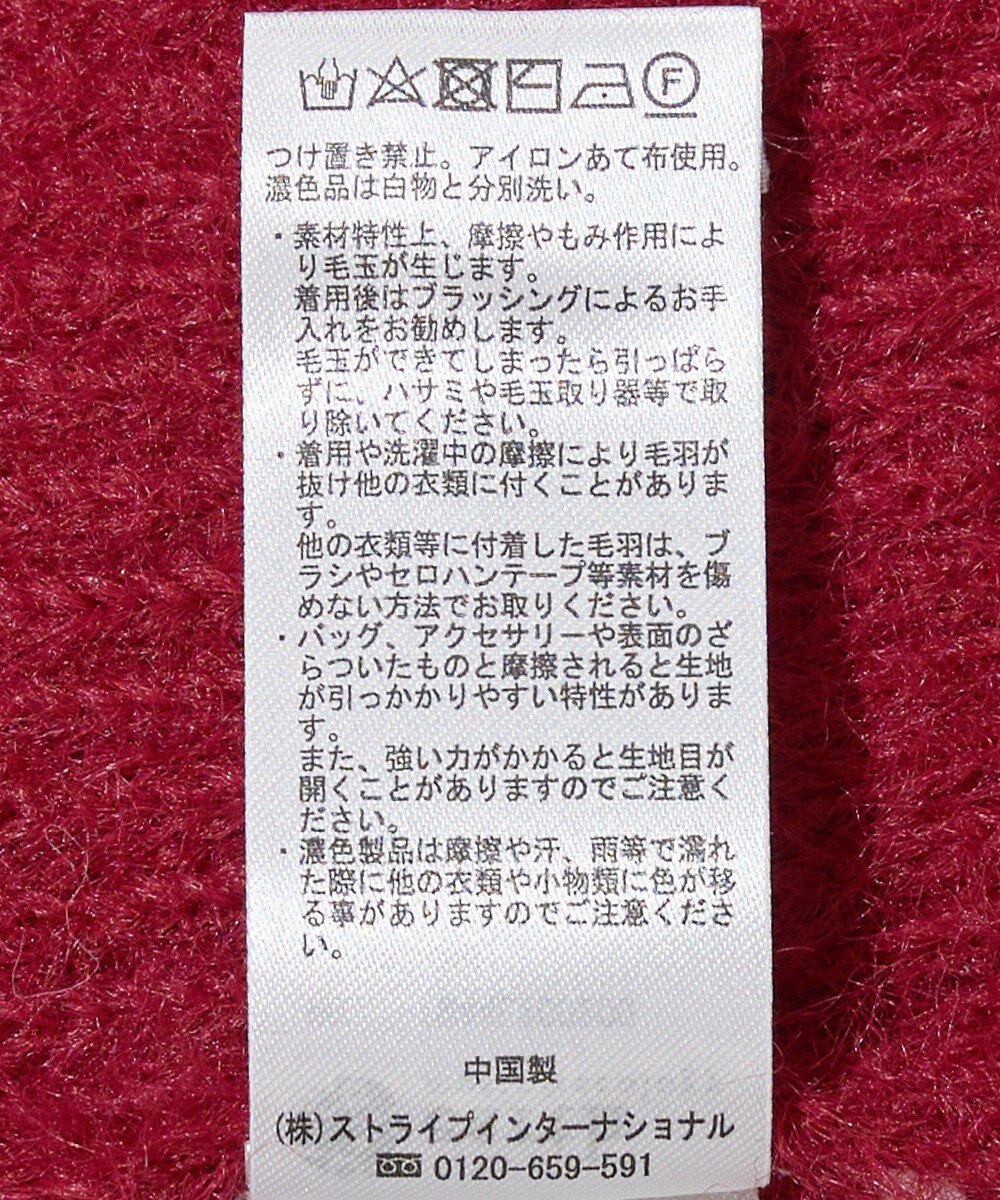 F
つけ置き禁止。アイロンあて布使用。
濃色品は白物と分別洗い。
・素材特性上、摩擦やもみ作用によ
り毛玉が生じます。
着用後はブラッシングによるお手
入れをお勧めします。
毛玉ができてしまったら引っぱら
ずに、ハサミや毛玉取り器等で取
り除いてください。
・着用や洗濯中の摩擦により毛羽が
抜け他の衣類に付くことがありま
す。
他の衣類等に付着した毛羽は、ブ
ラシやセロハンテープ等素材を傷
めない方法でお取りください。
・バッグ、アクセサリーや表面のざ
らついたものと摩擦されると生地
が引っかかりやすい特性がありま
す。
また、強い力がかかると生地目が
開くことがありますのでご注意く
ださい。
・濃色製品は摩擦や汗、雨等で濡れ
た際に他の衣類や小物類に色が移
る事がありますのでご注意くださ
い。
中国製
(株)ストライプインターナショナル
0120-659-591